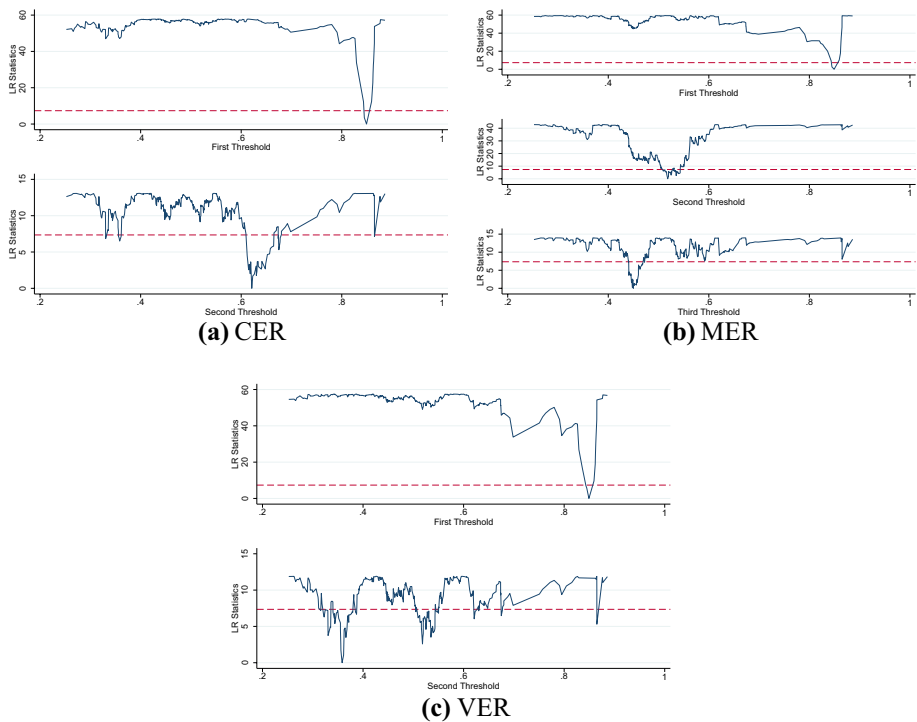 LR Statistics
60
40
20
0
.2 .4 .6 .8 1
First Threshold
LR Statistics
15
10
5
0
.2 .4 .6 .8 1
Second Threshold
(a) CER
LR Statistics
60
40
20
0
.2 .4 .6 .8 1
First Threshold
LR Statistics
0 10 20 30 40
.2 .4 .6 .8 1
Second Threshold
LR Statistics
15
10
5
0
.2 .4 .6 .8 1
Third Threshold
(b) MER
LR Statistics
60
40
20
0
.2 .4 .6 .8 1
First Threshold
LR Statistics
15
10
5
0
.2 .4 .6 .8 1
Second Threshold
(c) VER